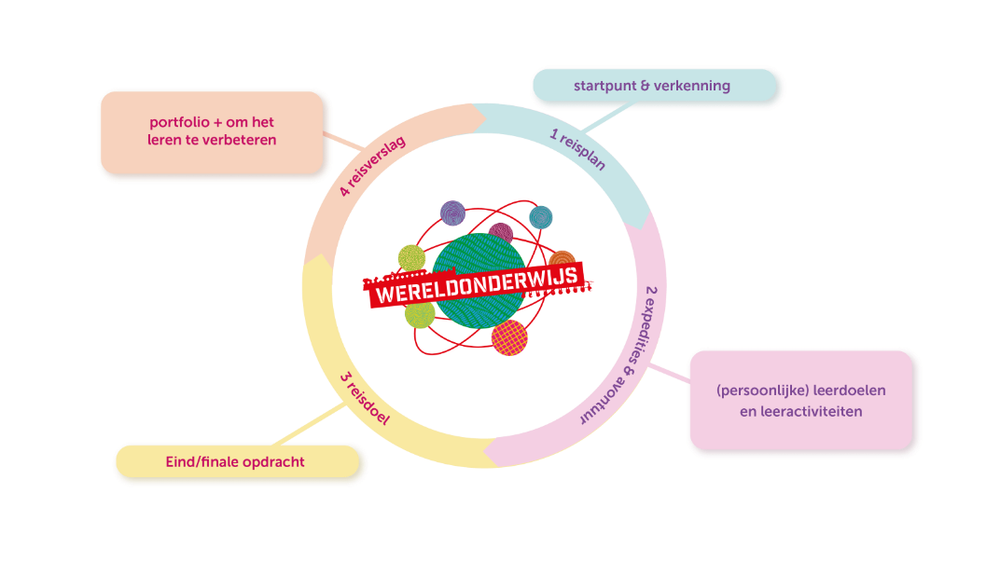 startpunt & verkenning
1 reisplan
2 expedities & avontuur
(persoonlijke) leerdoelen
en leeractiviteiten
3 reisdoel
Eind/finale opdracht
4 reisverslag
portfolio + om het
leren te verbeteren
WERELDONDERWIJS